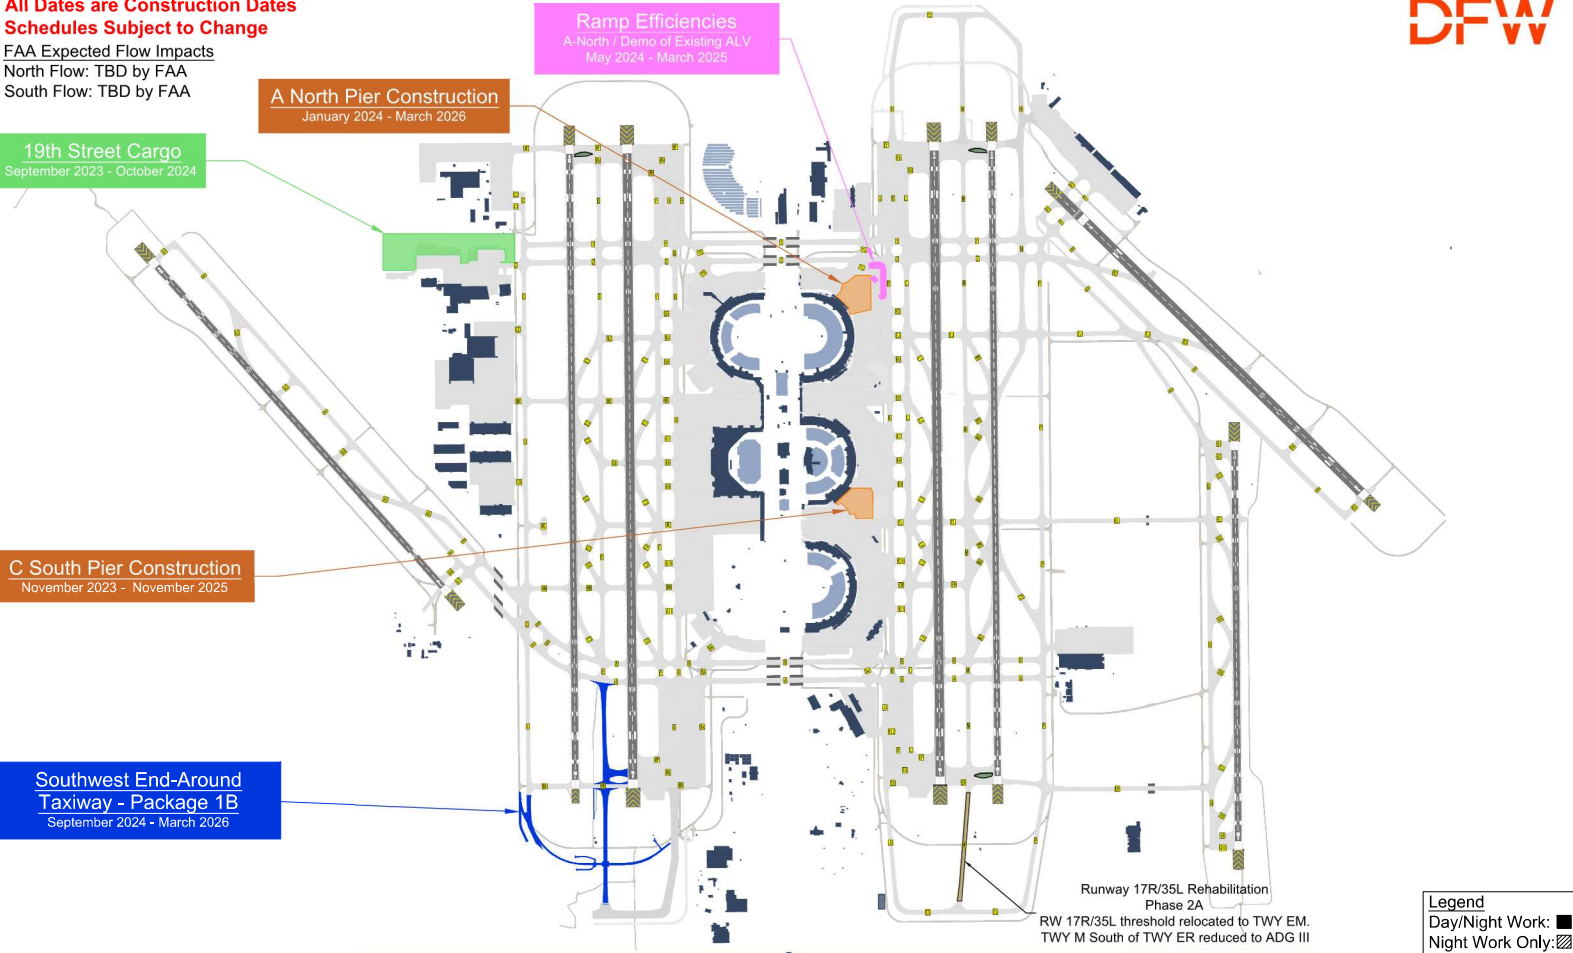 All Dates are Construction Dates
Schedules Subject to Change
FAA Expected Flow Impacts
North Flow: TBD by FAA
South Flow: TBD by FAA
DFW
Ramp Efficiencies
A-North / Demo of Existing ALV
May 2024 - March 2025
A North Pier Construction
January 2024 - March 2026
19th Street Cargo
September 2023 - October 2024
C South Pier Construction
November 2023 - November 2025
Southwest End-Around
Taxiway - Package 1B
September 2024 - March 2026
Runway 17R/35L Rehabilitation
Phase 2A
RW 17R/35L threshold relocated to TWY EM.
TWY M South of TWY ER reduced to ADG III
Legend
Day/Night Work:
Night Work Only: